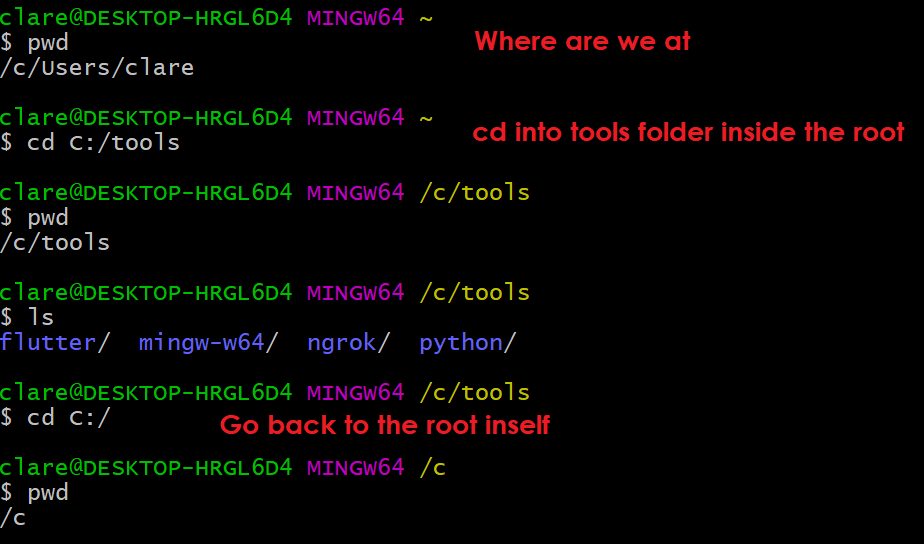 clare@DESKTOP-HRGL6D4 MINGW64 ~
$ pwd
Where are we at
/c/Users/clare
clare@DESKTOP-HRGL6D4 MINGW64 ~
cd into tools folder inside the root
$ cd C:/tools
clare@DESKTOP-HRGL6D4 MINGW64 /c/tools
$ pwd
/c/tools
clare@DESKTOP-HRGL6D4 MINGW64 /c/tools
$ ls
flutter/ mingw-w64/ ngrok/ python/
clare@DESKTOP-HRGL6D4 MINGW64 /c/tools
$ cd C:/
Go back to the root inself
clare@DESKTOP-HRGL6D4 MINGW64 /c
$ pwd
/c